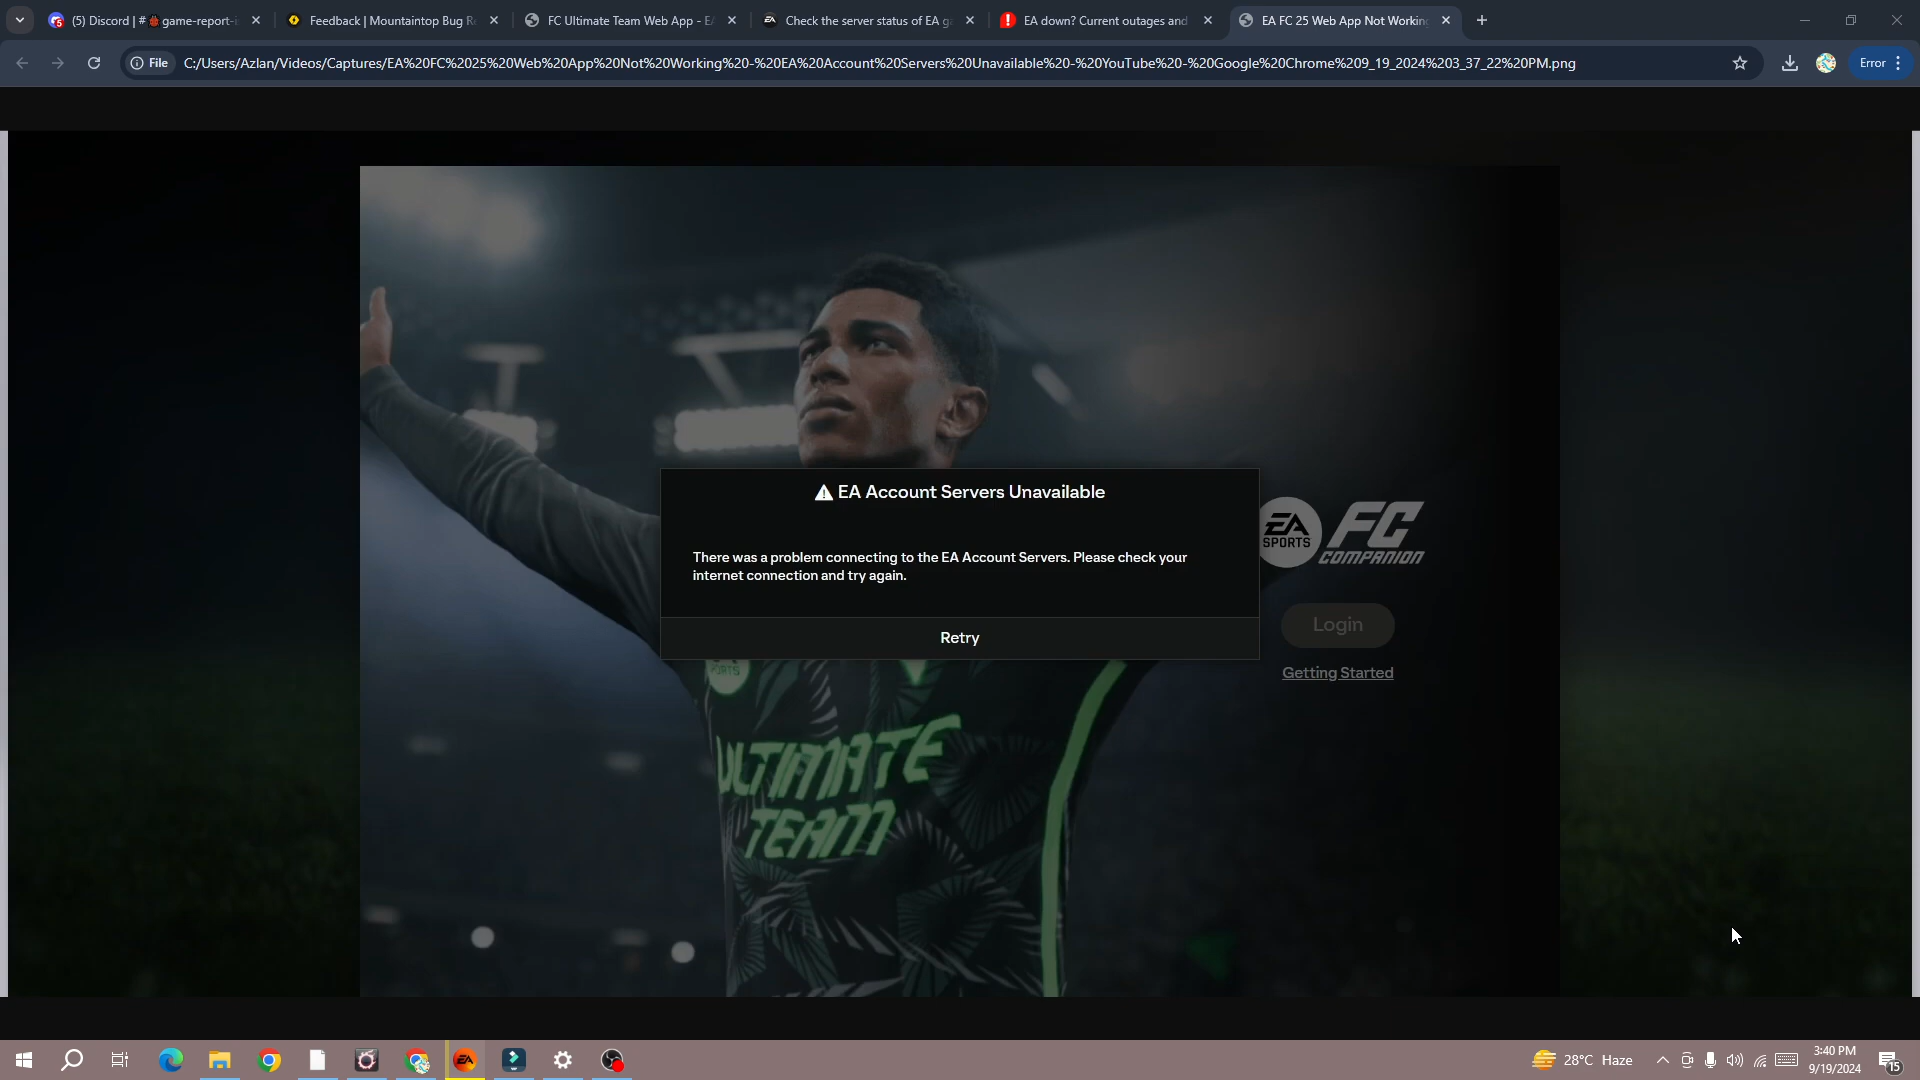 (5) Discord | # game-report-i
Feedback | Mountaintop Bug R
FC Ultimate Team Web App - EA
Check the server status of EA ga
EA down? Current outages and
EA FC 25 Web App Not Workin
File
C:/Users/Azlan/Videos/Captures/EA%20FC%2025%20Web%20App%20Not%20Working%20-%20EA%20Account%20Servers%20Unavailable%20-%20YouTube%20-%20Google%20Chrome%209_19_2024%203_37_22%20PM.png
Error
EA Account Servers Unavailable
There was a problem connecting to the EA Account Servers. Please check your
internet connection and try again.
Retry
EA
SPORTS
FC
COMPANION
Login
Getting Started
ULTIMATE
TEAM
28°C Haze
3:40 PM
9/19/2024
15